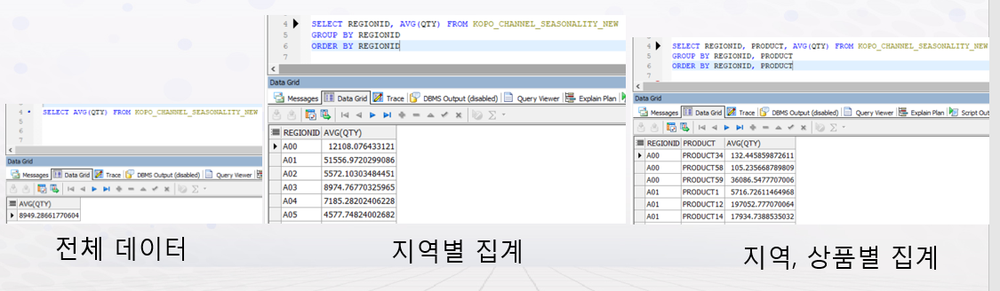 4 SELECT AVG(QTY) FROM KOPO_CHANNEL_SEASONALITY_NEW
5
6
7
Data Grid
Messages Data Grid Trace DBMS Output (disabled) Query Viewer
AVG(QTY)
8949.28661770604
전체 데이터
4 SELECT REGIONID, AVG(QTY) FROM KOPO_CHANNEL_SEASONALITY_NEW
5 GROUP BY REGIONID
6 ORDER BY REGIONID
7
Data Grid
Messages Data Grid Trace DBMS Output (disabled) Query Viewer Explain Plan
REGIONID AVG(QTY)
A00 12108.076433121
A01 51556.9720299086
A02 5572.10303484451
A03 8974.76770325965
A04 7185.28202406228
A05 4577.74824002682
지역별 집계
4 SELECT REGIONID, PRODUCT, AVG(QTY) FROM KOPO_CHANNEL_SEASONALITY_NEW
5 GROUP BY REGIONID, PRODUCT
6 ORDER BY REGIONID, PRODUCT
7
Data Grid
Messages Data Grid Trace DBMS Output (disabled) Query Viewer Explain Plan Script Out
REGIONID PRODUCT AVG(QTY)
A00 PRODUCT34 132.445859872611
A00 PRODUCT58 105.235668789809
A00 PRODUCT59 36086.5477707006
A01 PRODUCT1 5716.72611464968
A01 PRODUCT12 197052.777070064
A01 PRODUCT14 17934.7388535032
지역, 상품별 집계